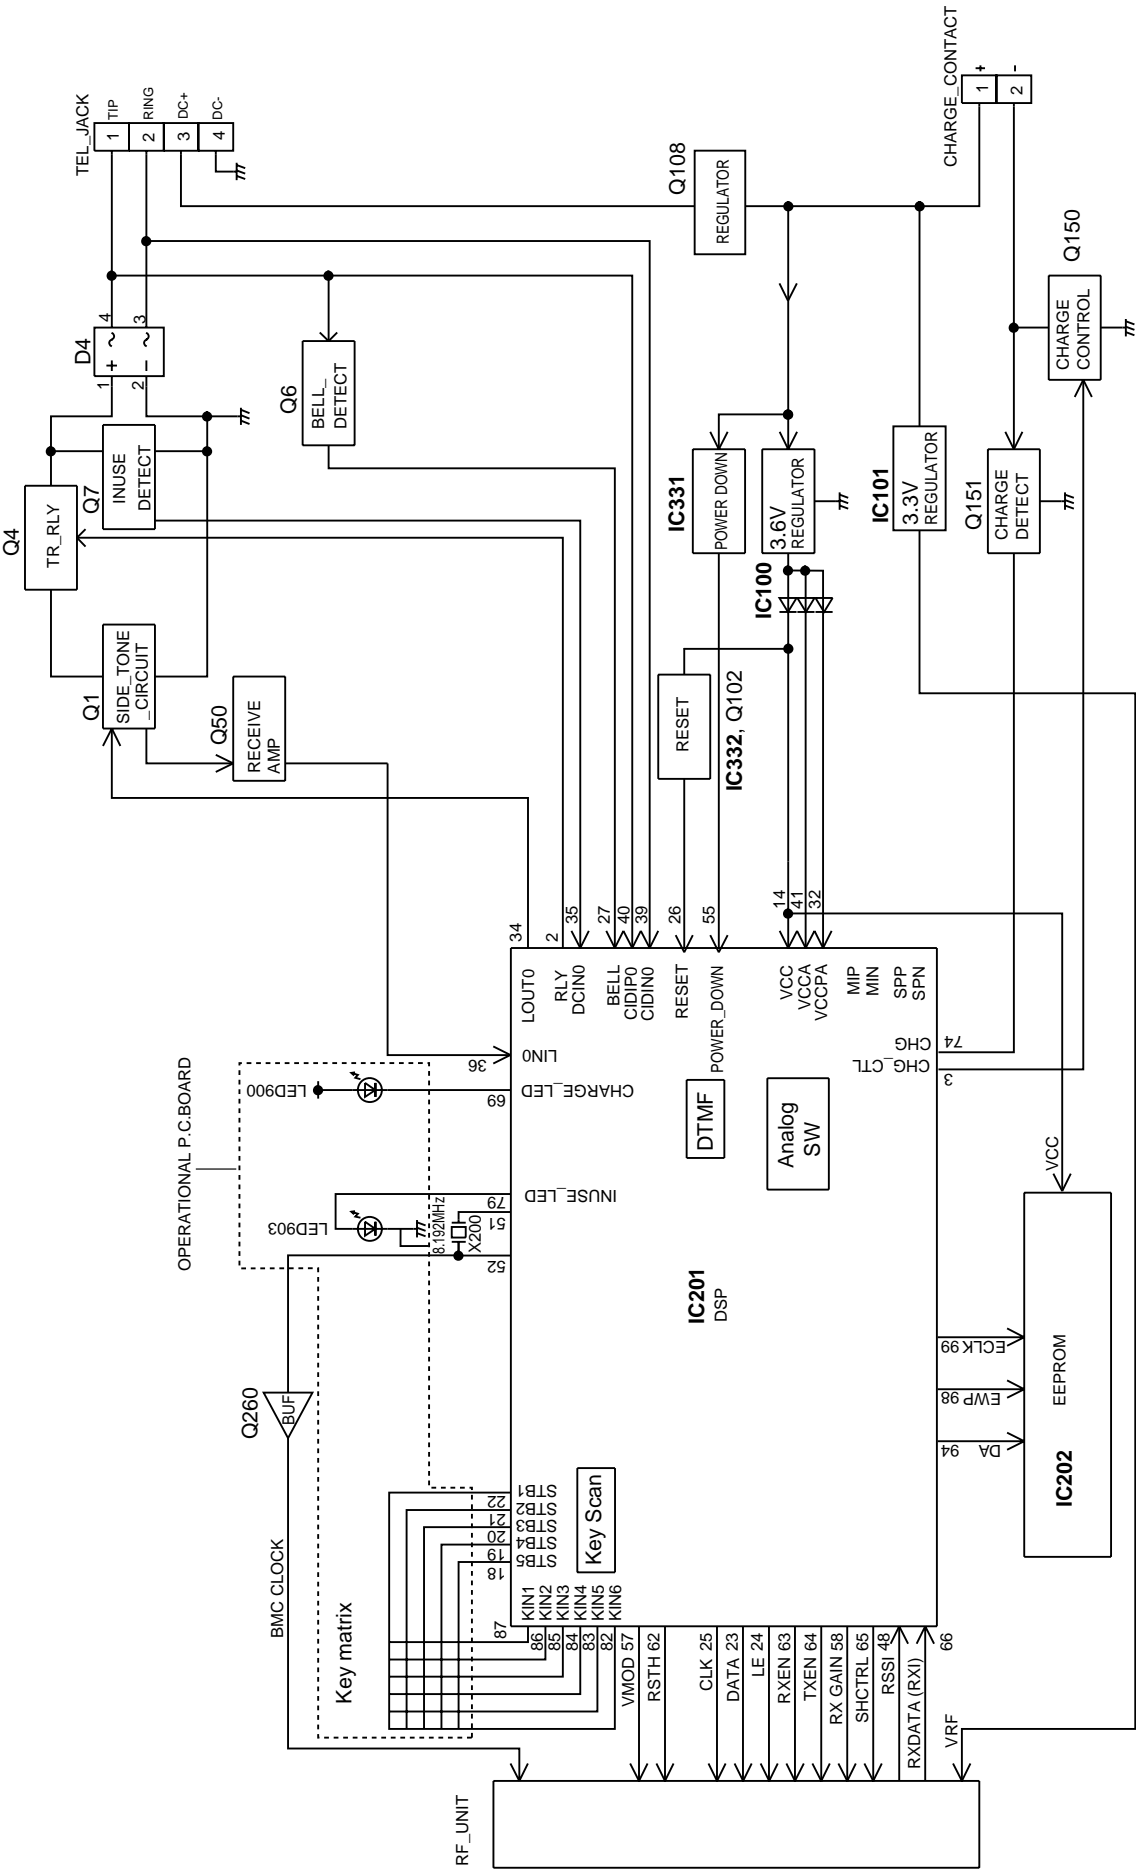 TEL_JACK
1 TIP
2 RING
3 DC+
4 DC-
D4
4
3
1 +
2 -
Q4
TR_RLY
Q7
INUSE
DETECT
Q6
BELL_
DETECT
Q1
SIDE_TONE
_CIRCUIT
Q50
RECEIVE
AMP
Q108
REGULATOR
CHARGE_CONTACT
1 +
2 -
Q150
CHARGE
CONTROL
IC331
POWER DOWN
3.6V
REGULATOR
IC100
IC101
3.3V
REGULATOR
Q151
CHARGE
DETECT
RESET
IC332, Q102
OPERATIONAL P.C.BOARD
LED900
LED903
8.192MHz
X200
Q260
BUF
BMC CLOCK
Key matrix
34 LOUT0
2 RLY
35 DCIN0
27 BELL
40 CIDIP0
39 CIDIN0
26 RESET
55 POWER_DOWN
14 VCC
41 VCCA
32 VCCPA
MIP
MIN
SPP
SPN
36 LIN0
69 CHARGE_LED
79 INUSE_LED
51
52
22 STB1
21 STB2
20 STB3
19 STB4
18 STB5
DTMF
Analog
SW
IC201
DSP
Key Scan
74 CHG
3 CHG_CTL
VCC
99 ECLK
98 EWP
94 DA
EEPROM
IC202
87 KIN1
86 KIN2
85 KIN3
84 KIN4
83 KIN5
82 KIN6
VMOD 57
RSTH 62
CLK 25
DATA 23
LE 24
RXEN 63
TXEN 64
RX GAIN 58
SHCTRL 65
RSSI 48
RXDATA (RXI)
66
VRF
RF_UNIT